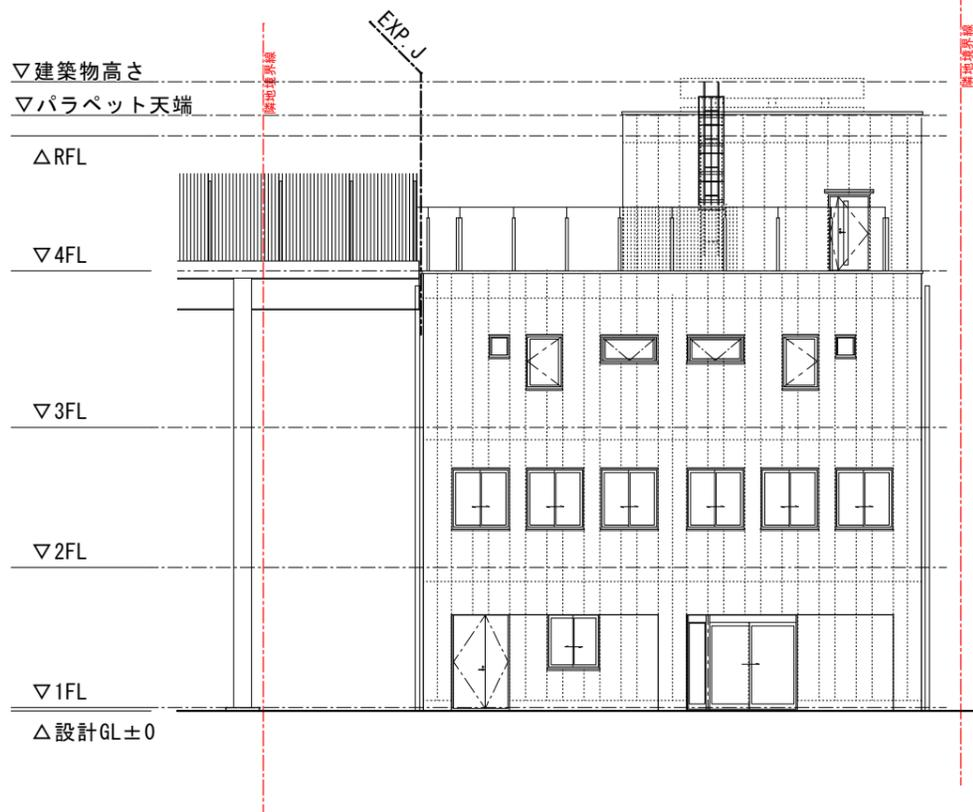 EXP.J
▽建築物高さ
隣地境界線
隣地境界線
▽パラペット天端
△RFL
▽4FL
▽3FL
▽2FL
▽1FL
△設計GL±0